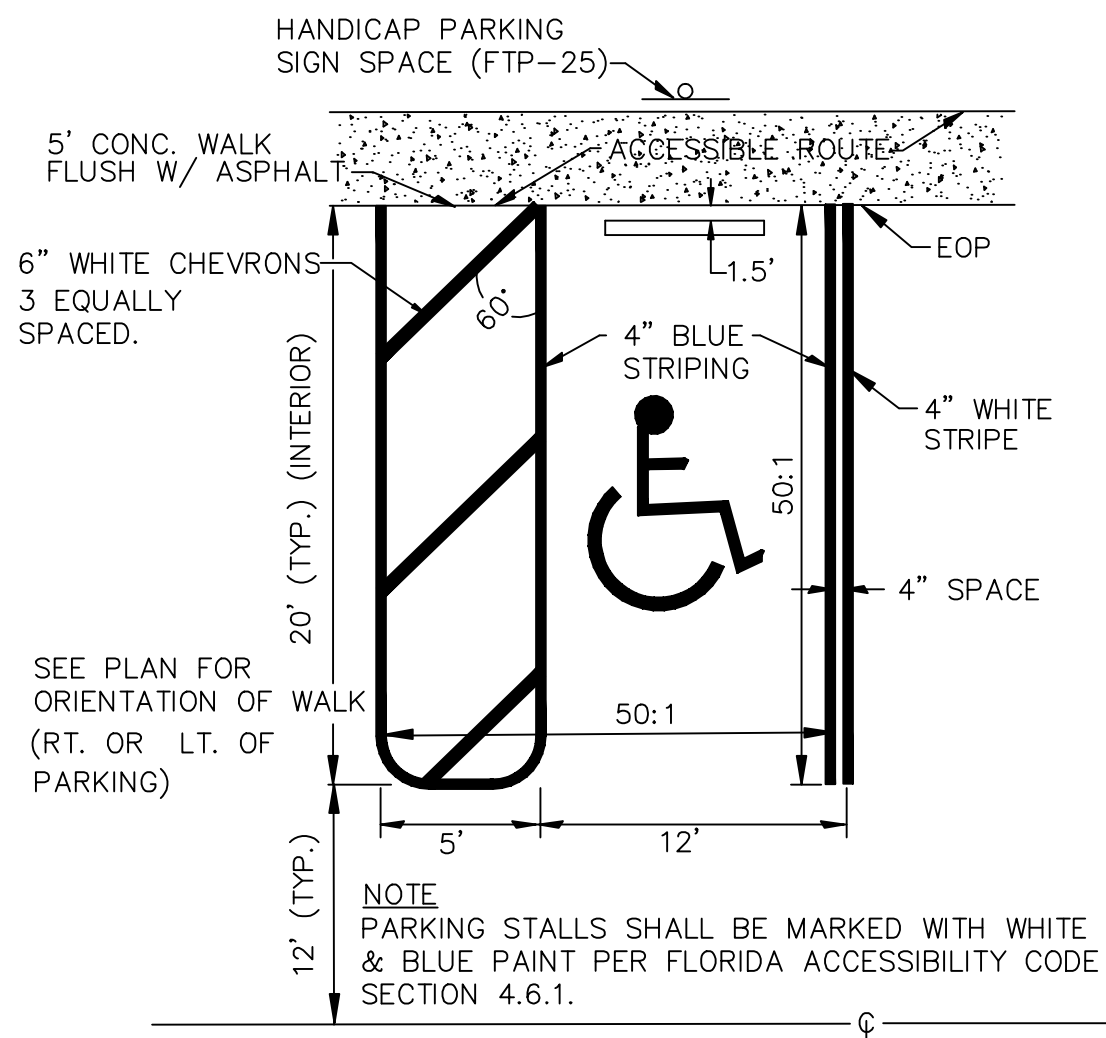 HANDICAP PARKING
SIGN SPACE (FTP-25)
5' CONC. WALK
FLUSH W/ ASPHALT
ACCESSIBLE ROUTE
EOP
1.5'
6" WHITE CHEVRONS
3 EQUALLY
SPACED.
60°
4" BLUE
STRIPING
4" WHITE
STRIPE
20' (TYP.) (INTERIOR)
50:1
4" SPACE
SEE PLAN FOR
ORIENTATION OF WALK
(RT. OR LT. OF
PARKING)
50:1
5'
12'
12' (TYP.)
NOTE
PARKING STALLS SHALL BE MARKED WITH WHITE
& BLUE PAINT PER FLORIDA ACCESSIBILITY CODE
SECTION 4.6.1.
℄